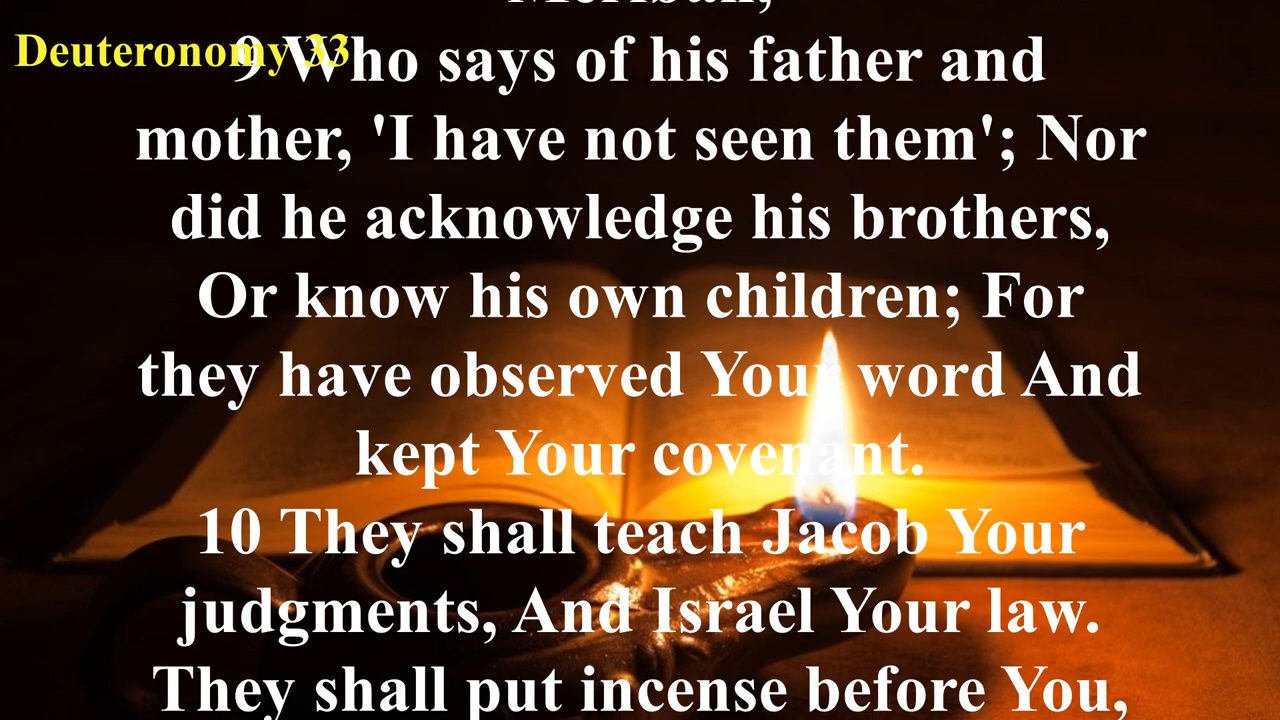 Meribah,
Deuteronomy 33
9 Who says of his father and
mother, 'I have not seen them'; Nor
did he acknowledge his brothers,
Or know his own children; For
they have observed Your word And
kept Your covenant.
10 They shall teach Jacob Your
judgments, And Israel Your law.
They shall put incense before You,